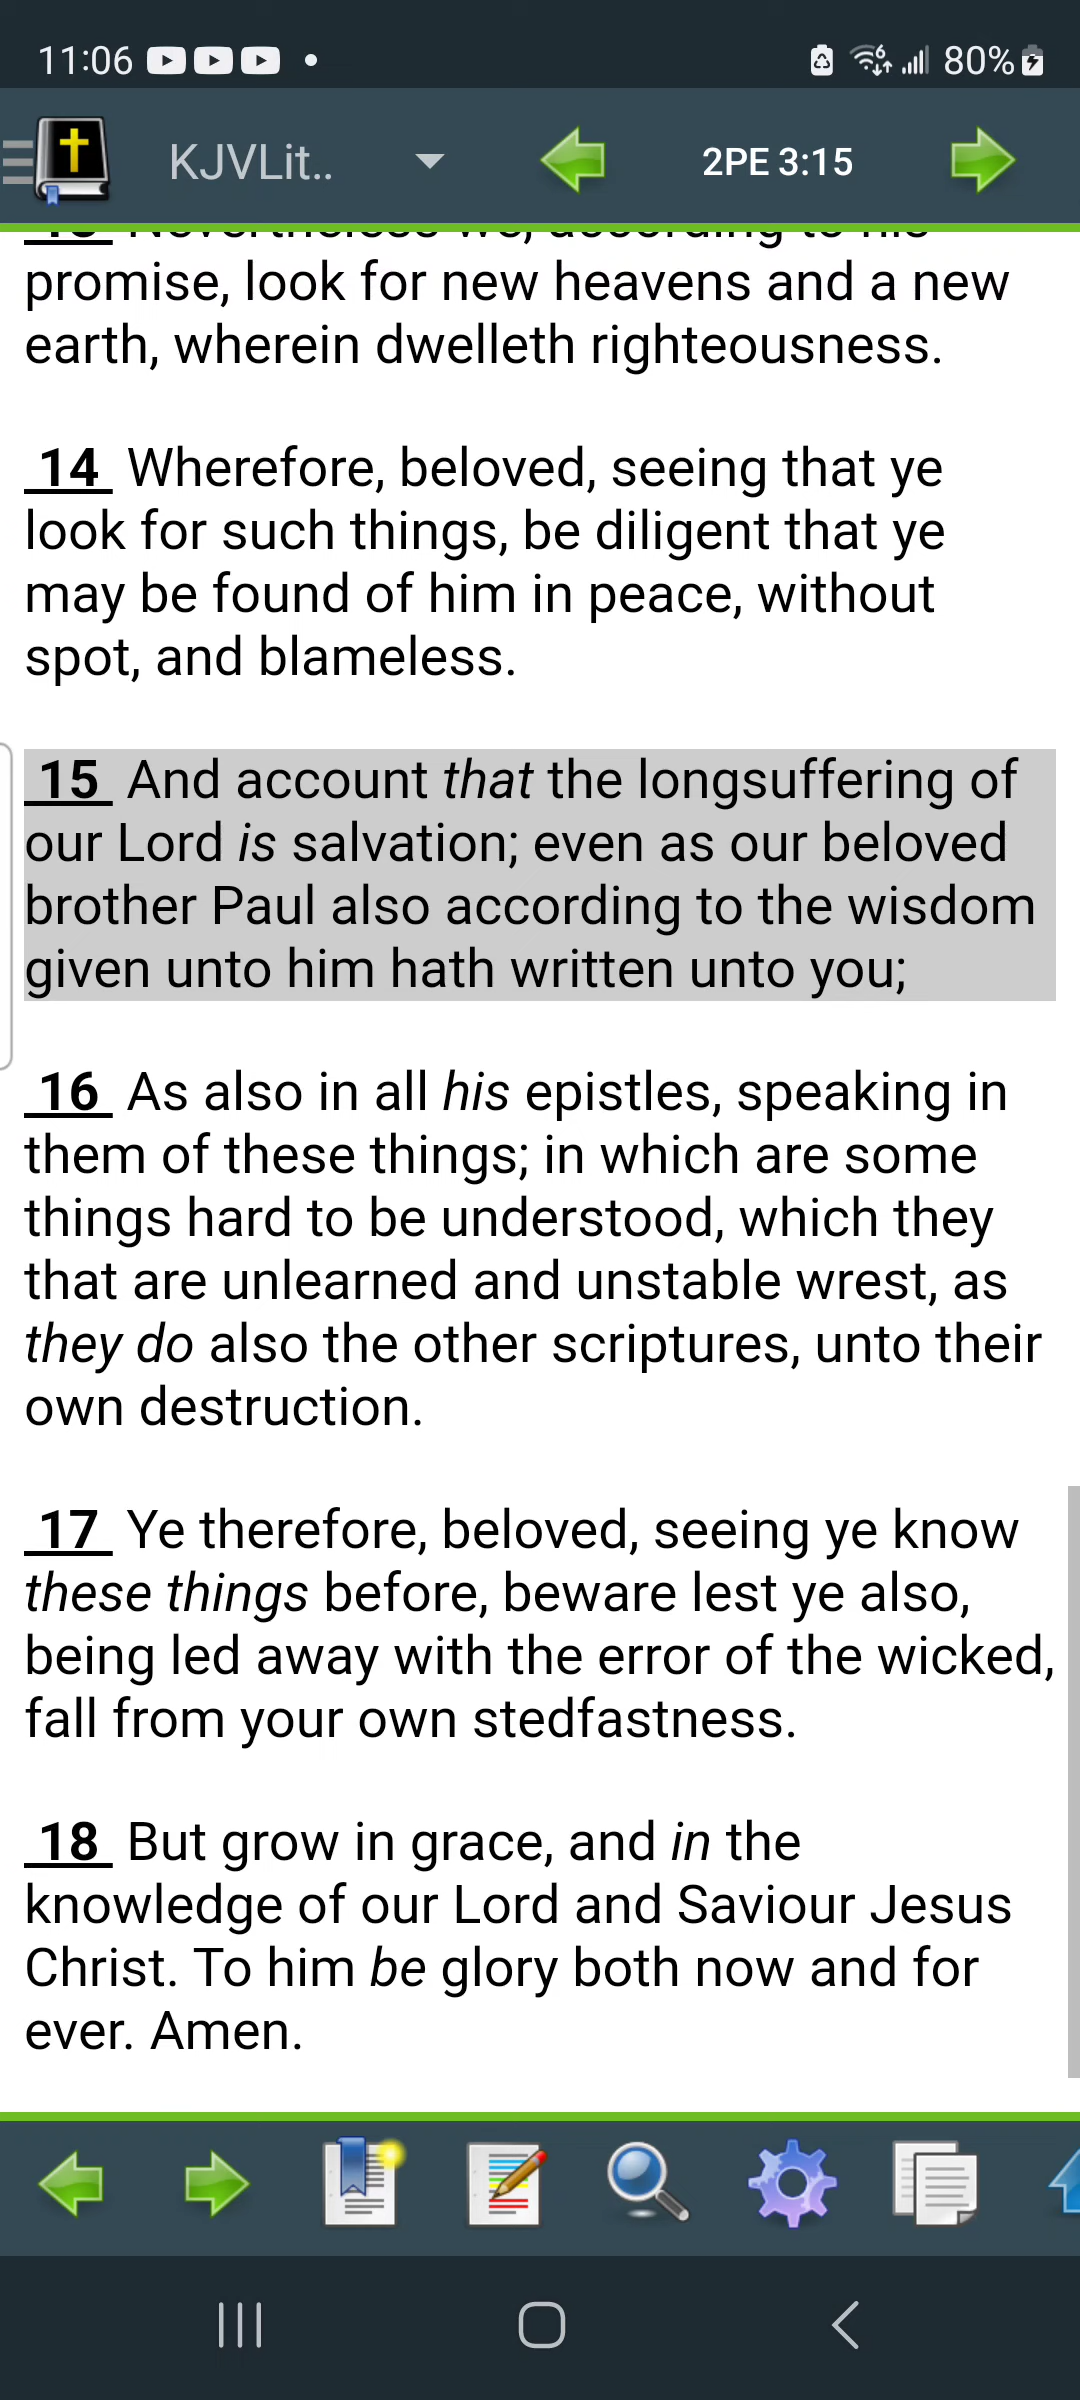 11:06 80%
KJVLit.. 2PE 3:15
13 Nevertheless we, according to his
promise, look for new heavens and a new
earth, wherein dwelleth righteousness.
14 Wherefore, beloved, seeing that ye
look for such things, be diligent that ye
may be found of him in peace, without
spot, and blameless.
15 And account that the longsuffering of
our Lord is salvation; even as our beloved
brother Paul also according to the wisdom
given unto him hath written unto you;
16 As also in all his epistles, speaking in
them of these things; in which are some
things hard to be understood, which they
that are unlearned and unstable wrest, as
they do also the other scriptures, unto their
own destruction.
17 Ye therefore, beloved, seeing ye know
these things before, beware lest ye also,
being led away with the error of the wicked,
fall from your own stedfastness.
18 But grow in grace, and in the
knowledge of our Lord and Saviour Jesus
Christ. To him be glory both now and for
ever. Amen.